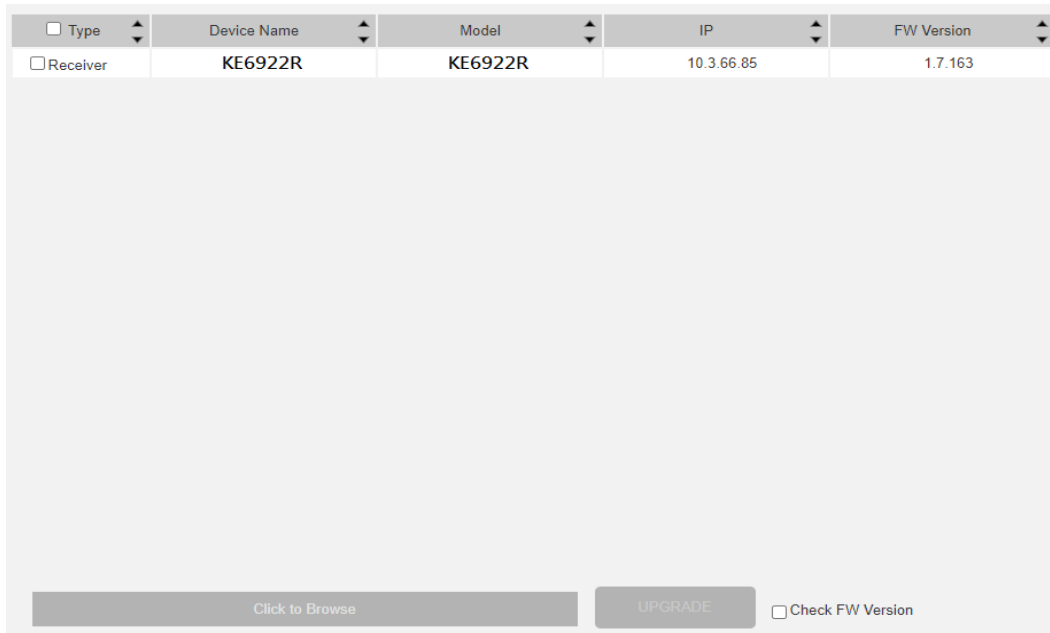 Type Device Name Model IP FW Version
Receiver KE6922R KE6922R 10.3.66.85 1.7.163
Click to Browse UPGRADE Check FW Version